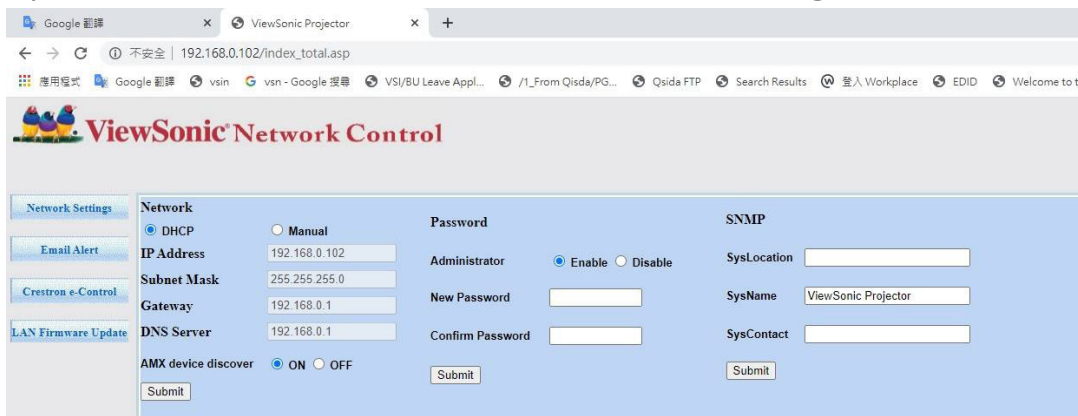 Google 翻譯
ViewSonic Projector
不安全 | 192.168.0.102/index_total.asp
應用程式 Google 翻譯 vsin vsn - Google 搜尋 VSI/BU Leave Appl... /1_From Qisda/PG... Qsida FTP Search Results 登入 Workplace EDID Welcome to t
ViewSonic® Network Control
Network Settings
Email Alert
Crestron e-Control
LAN Firmware Update
Network
DHCP Manual
IP Address 192.168.0.102
Subnet Mask 255.255.255.0
Gateway 192.168.0.1
DNS Server 192.168.0.1
AMX device discover ON OFF
Submit
Password
Administrator Enable Disable
New Password
Confirm Password
Submit
SNMP
SysLocation
SysName ViewSonic Projector
SysContact
Submit